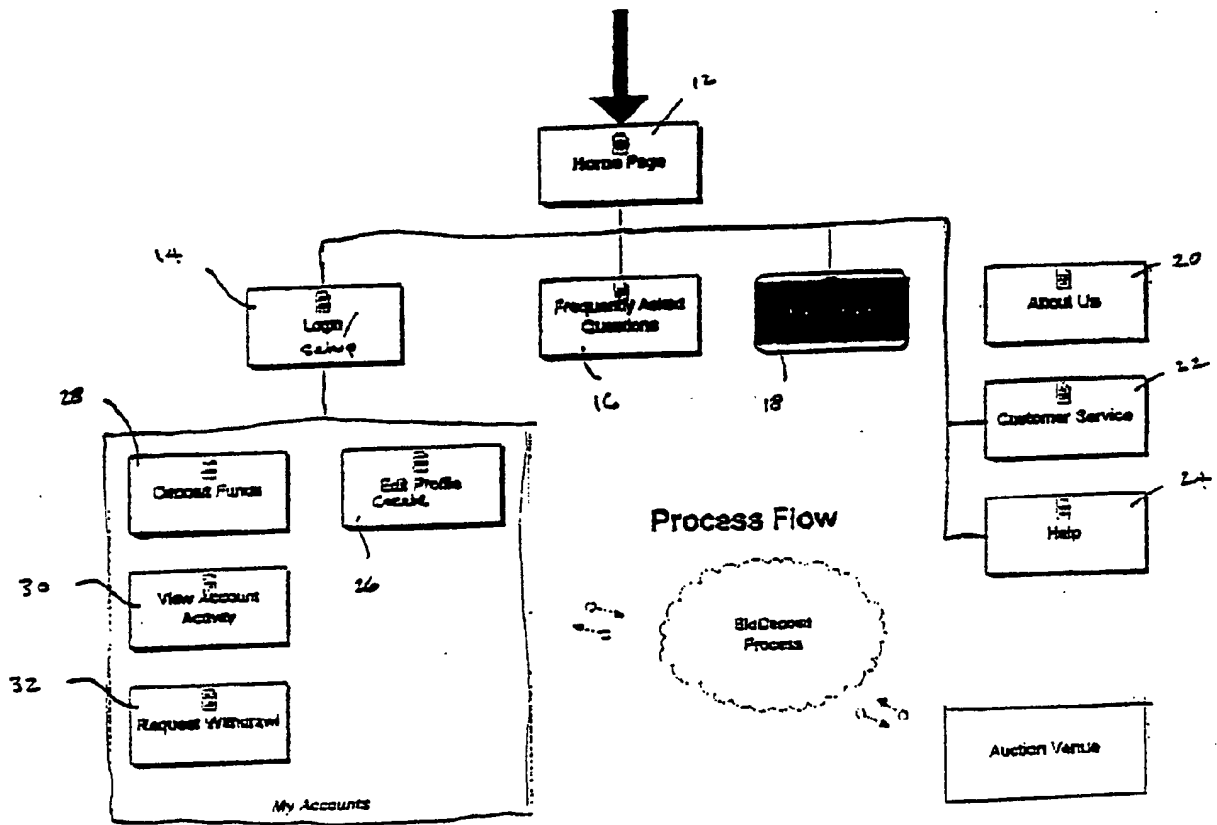 12
Home Page
14
Login /
Setup
Frequently Asked
Questions
16
18
20
About Us
22
Customer Service
24
Help
28
Deposit Funds
Edit Profile
Create
26
30
View Account
Activity
32
Request Withdrawl
My Accounts
Process Flow
BidDeposit
Process
Auction Venue